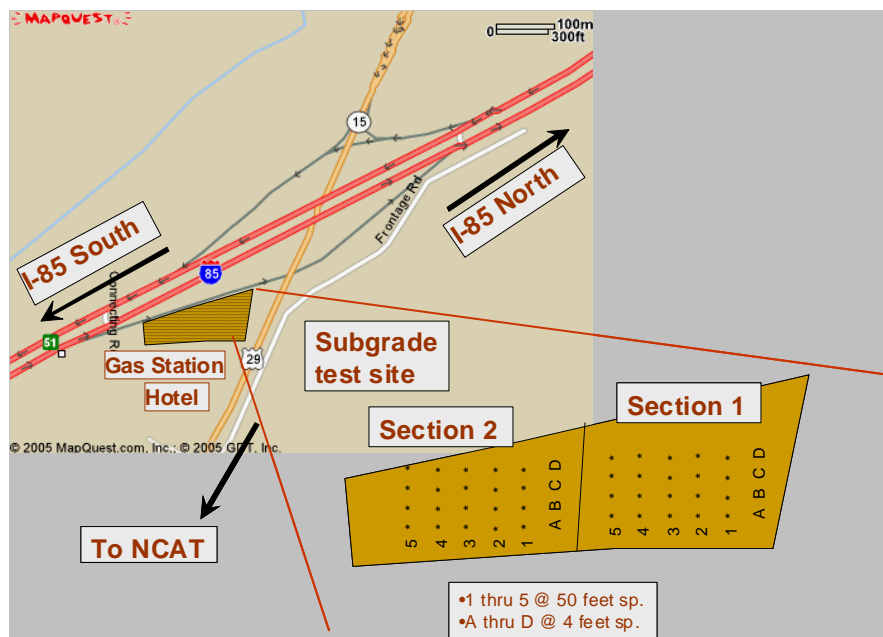 MAPQUEST
0 100m
300ft
15
Frontage Rd
I-85 North
I-85 South
85
51
Gas Station
Hotel
29
Subgrade
test site
© 2005 MapQuest.com, Inc.; © 2005 GDT, Inc.
To NCAT
Section 2
Section 1
A B C D
5 4 3 2 1
A B C D
5 4 3 2 1
•1 thru 5 @ 50 feet sp.
•A thru D @ 4 feet sp.